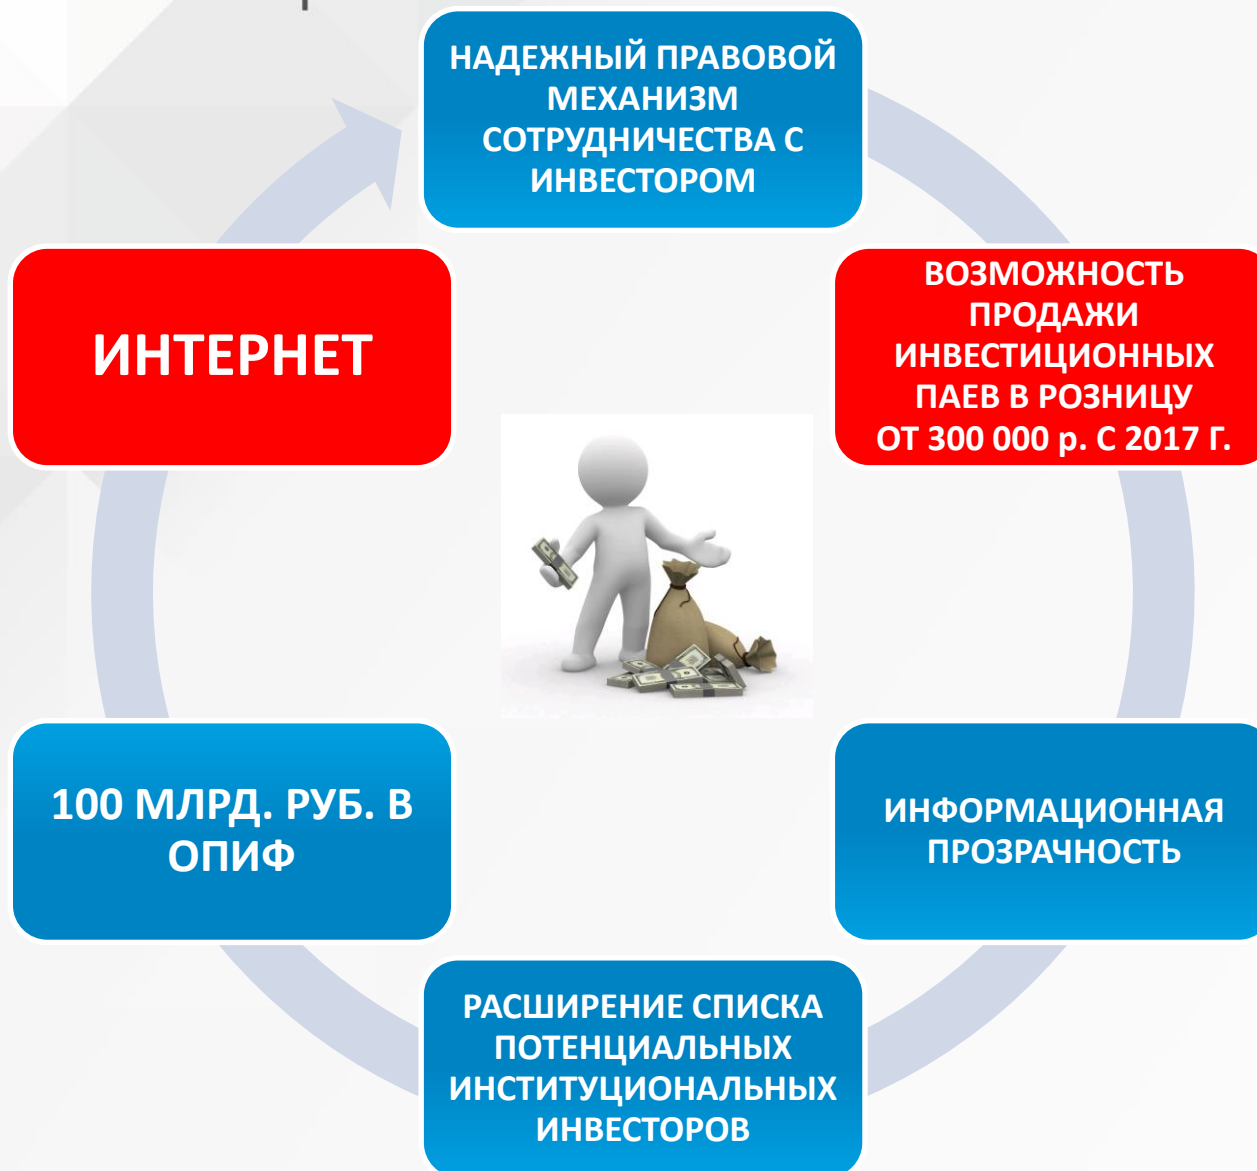 НАДЕЖНЫЙ ПРАВОВОЙ
МЕХАНИЗМ
СОТРУДНИЧЕСТВА С
ИНВЕСТОРОМ
ВОЗМОЖНОСТЬ
ПРОДАЖИ
ИНВЕСТИЦИОННЫХ
ПАЕВ В РОЗНИЦУ
ОТ 300 000 р. С 2017 Г.
ИНФОРМАЦИОННАЯ
ПРОЗРАЧНОСТЬ
РАСШИРЕНИЕ СПИСКА
ПОТЕНЦИАЛЬНЫХ
ИНСТИТУЦИОНАЛЬНЫХ
ИНВЕСТОРОВ
100 МЛРД. РУБ. В
ОПИФ
ИНТЕРНЕТ